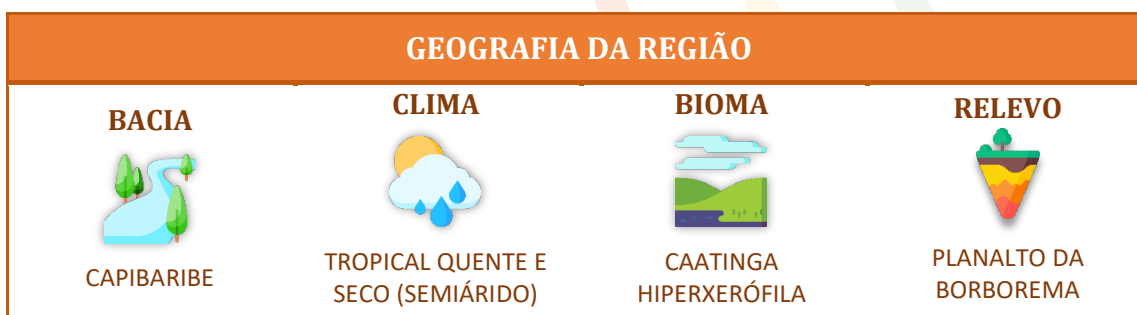 GEOGRAFIA DA REGIÃO
BACIA
CAPIBARIBE
CLIMA
TROPICAL QUENTE E
SECO (SEMIÁRIDO)
BIOMA
CAATINGA
HIPERXERÓFILA
RELEVO
PLANALTO DA
BORBOREMA